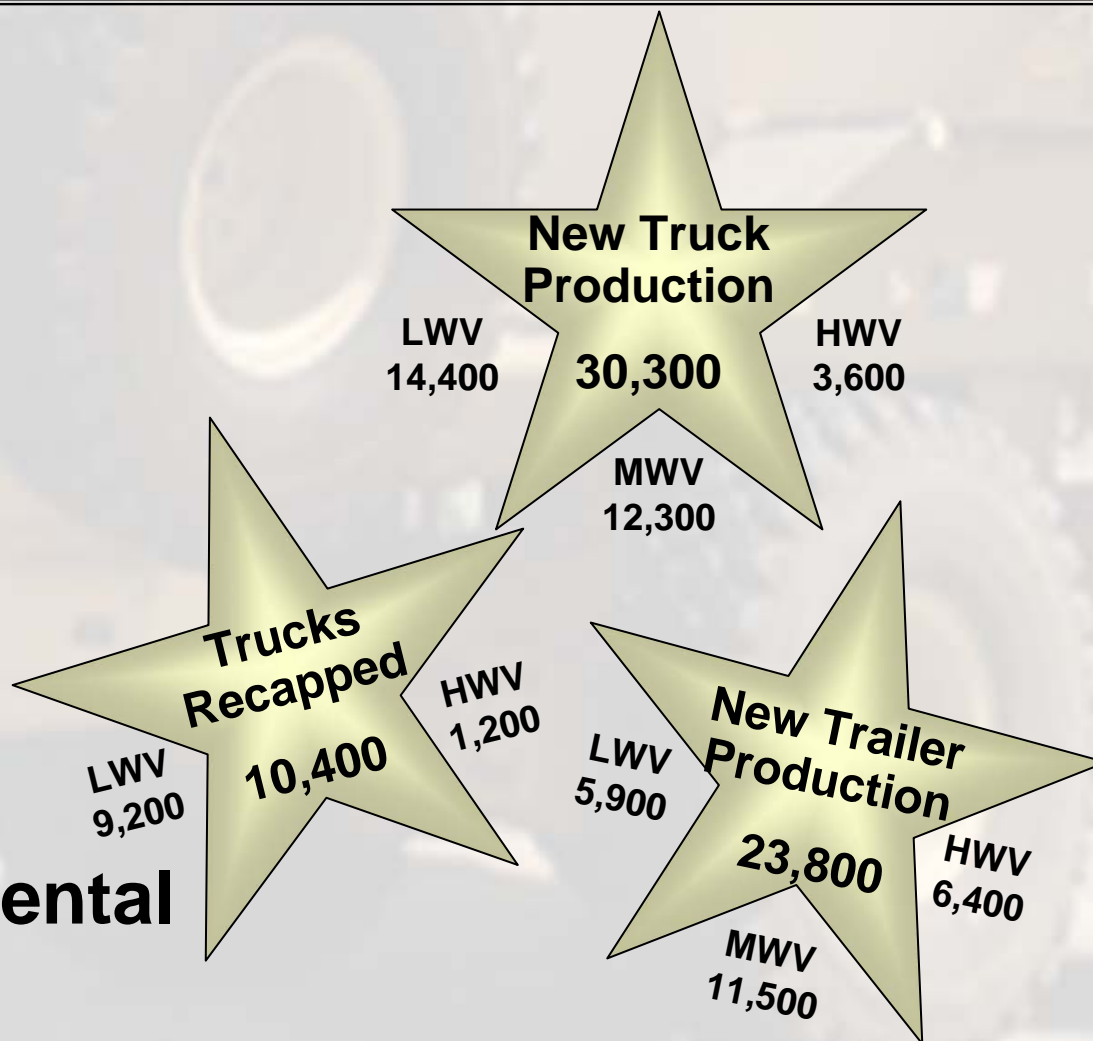 New Truck
Production
30,300
LWV
14,400
HWV
3,600
MWV
12,300
Trucks
Recapped
10,400
HWV
1,200
LWV
9,200
New Trailer
Production
23,800
LWV
5,900
HWV
6,400
MWV
11,500
ental